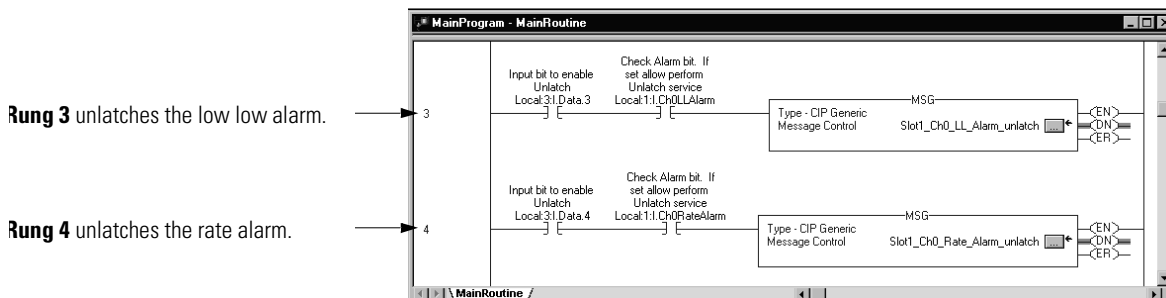 MainProgram - MainRoutine
Rung 3 unlatches the low low alarm.
3
Input bit to enable
Unlatch
Local:3:I.Data.3
Check Alarm bit. If
set allow perform
Unlatch service
Local:1:I.Ch0LLAlarm
MSG
Type - CIP Generic
Message Control Slot1_Ch0_LL_Alarm_unlatch ...
EN
DN
ER
Rung 4 unlatches the rate alarm.
4
Input bit to enable
Unlatch
Local:3:I.Data.4
Check Alarm bit. If
set allow perform
Unlatch service
Local:1:I.Ch0RateAlarm
MSG
Type - CIP Generic
Message Control Slot1_Ch0_Rate_Alarm_unlatch ...
EN
DN
ER
MainRoutine